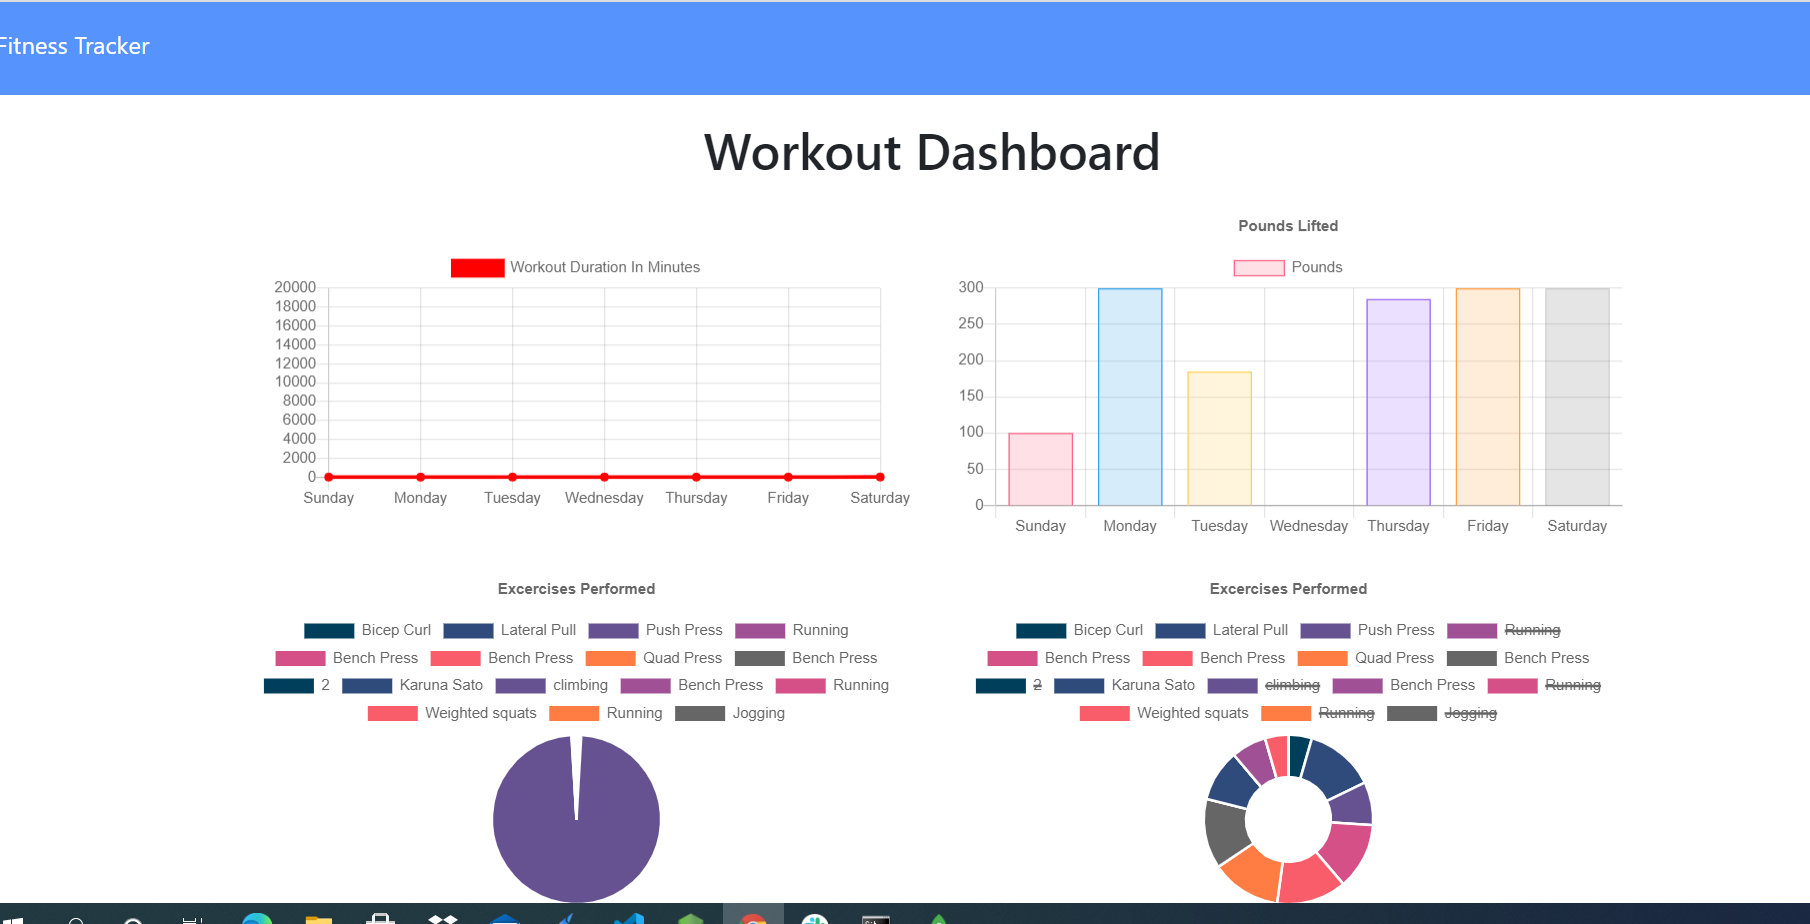 Fitness Tracker
Workout Dashboard
Workout Duration In Minutes
20000
18000
16000
14000
12000
10000
8000
6000
4000
2000
0
Sunday Monday Tuesday Wednesday Thursday Friday Saturday
Pounds Lifted
Pounds
300
250
200
150
100
50
0
Sunday Monday Tuesday Wednesday Thursday Friday Saturday
Excercises Performed
Bicep Curl Lateral Pull Push Press Running
Bench Press Bench Press Quad Press Bench Press
2 Karuna Sato climbing Bench Press Running
Weighted squats Running Jogging
Excercises Performed
Bicep Curl Lateral Pull Push Press Running
Bench Press Bench Press Quad Press Bench Press
2 Karuna Sato climbing Bench Press Running
Weighted squats Running Jogging